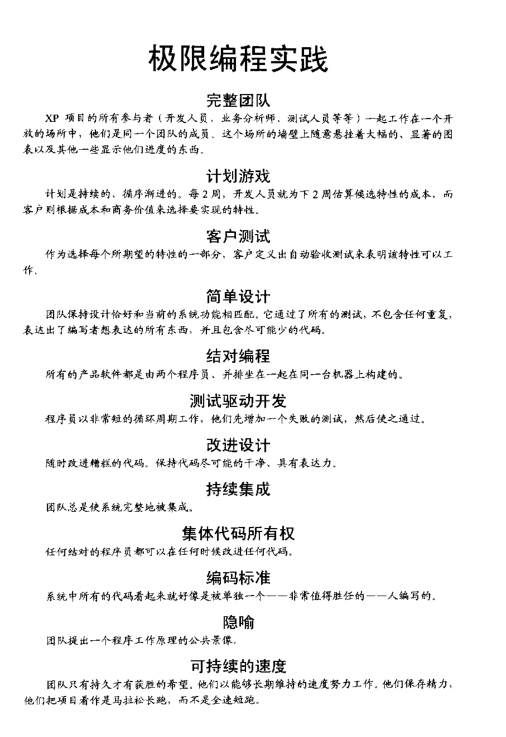 极限编程实践
完整团队
XP 项目的所有参与者（开发人员、业务分析师、测试人员等等）一起工作在一个开
放的场所中，他们是同一个团队的成员。这个场所的墙壁上随意悬挂着大幅的、显著的图
表以及其他一些显示他们进度的东西。
计划游戏
计划是持续的、循序渐进的。每 2 周，开发人员就为下 2 周估算候选特性的成本，而
客户则根据成本和商务价值来选择要实现的特性。
客户测试
作为选择每个所期望的特性的一部分，客户定义出自动验收测试来表明该特性可以工
作。
简单设计
团队保持设计恰好和当前的系统功能相匹配。它通过了所有的测试，不包含任何重复，
表达出了编写者想表达的所有东西，并且包含尽可能少的代码。
结对编程
所有的产品软件都是由两个程序员、并排坐在一起在同一台机器上构建的。
测试驱动开发
程序员以非常短的循环周期工作，他们先增加一个失败的测试，然后使之通过。
改进设计
随时改进糟糕的代码。保持代码尽可能的干净、具有表达力。
持续集成
团队总是使系统完整地被集成。
集体代码所有权
任何结对的程序员都可以在任何时候改进任何代码。
编码标准
系统中所有的代码看起来就好像是被单独一个——非常值得胜任的——人编写的。
隐喻
团队提出一个程序工作原理的公共景像。
可持续的速度
团队只有持久才有获胜的希望。他们以能够长期维持的速度努力工作。他们保存精力，
他们把项目看作是马拉松长跑，而不是全速短跑。